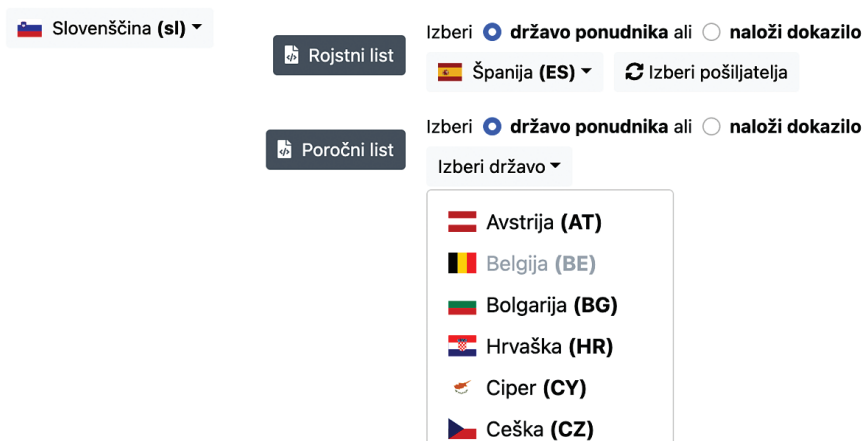 Slovenščina (sl)
Rojstni list
Izberi državo ponudnika ali naloži dokazilo
Španija (ES) Izberi pošiljatelja
Poročni list
Izberi državo ponudnika ali naloži dokazilo
Izberi državo
Avstrija (AT)
Belgija (BE)
Bolgarija (BG)
Hrvaška (HR)
Ciper (CY)
Češka (CZ)